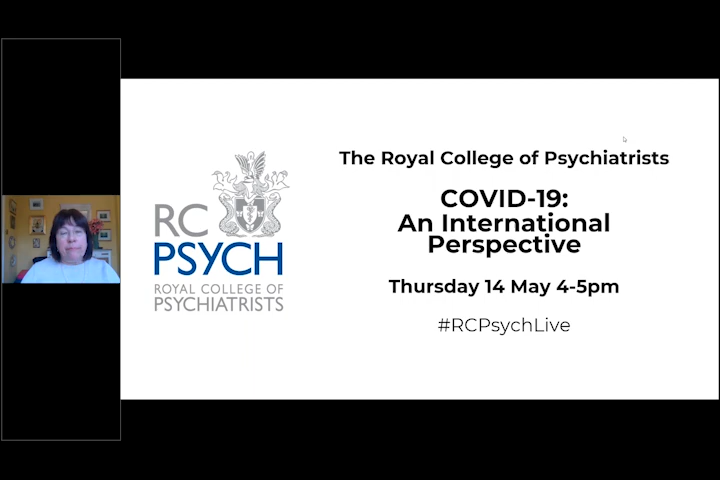 RC
PSYCH
ROYAL COLLEGE OF
PSYCHIATRISTS
The Royal College of Psychiatrists
COVID-19:
An International
Perspective
Thursday 14 May 4-5pm
#RCPsychLive